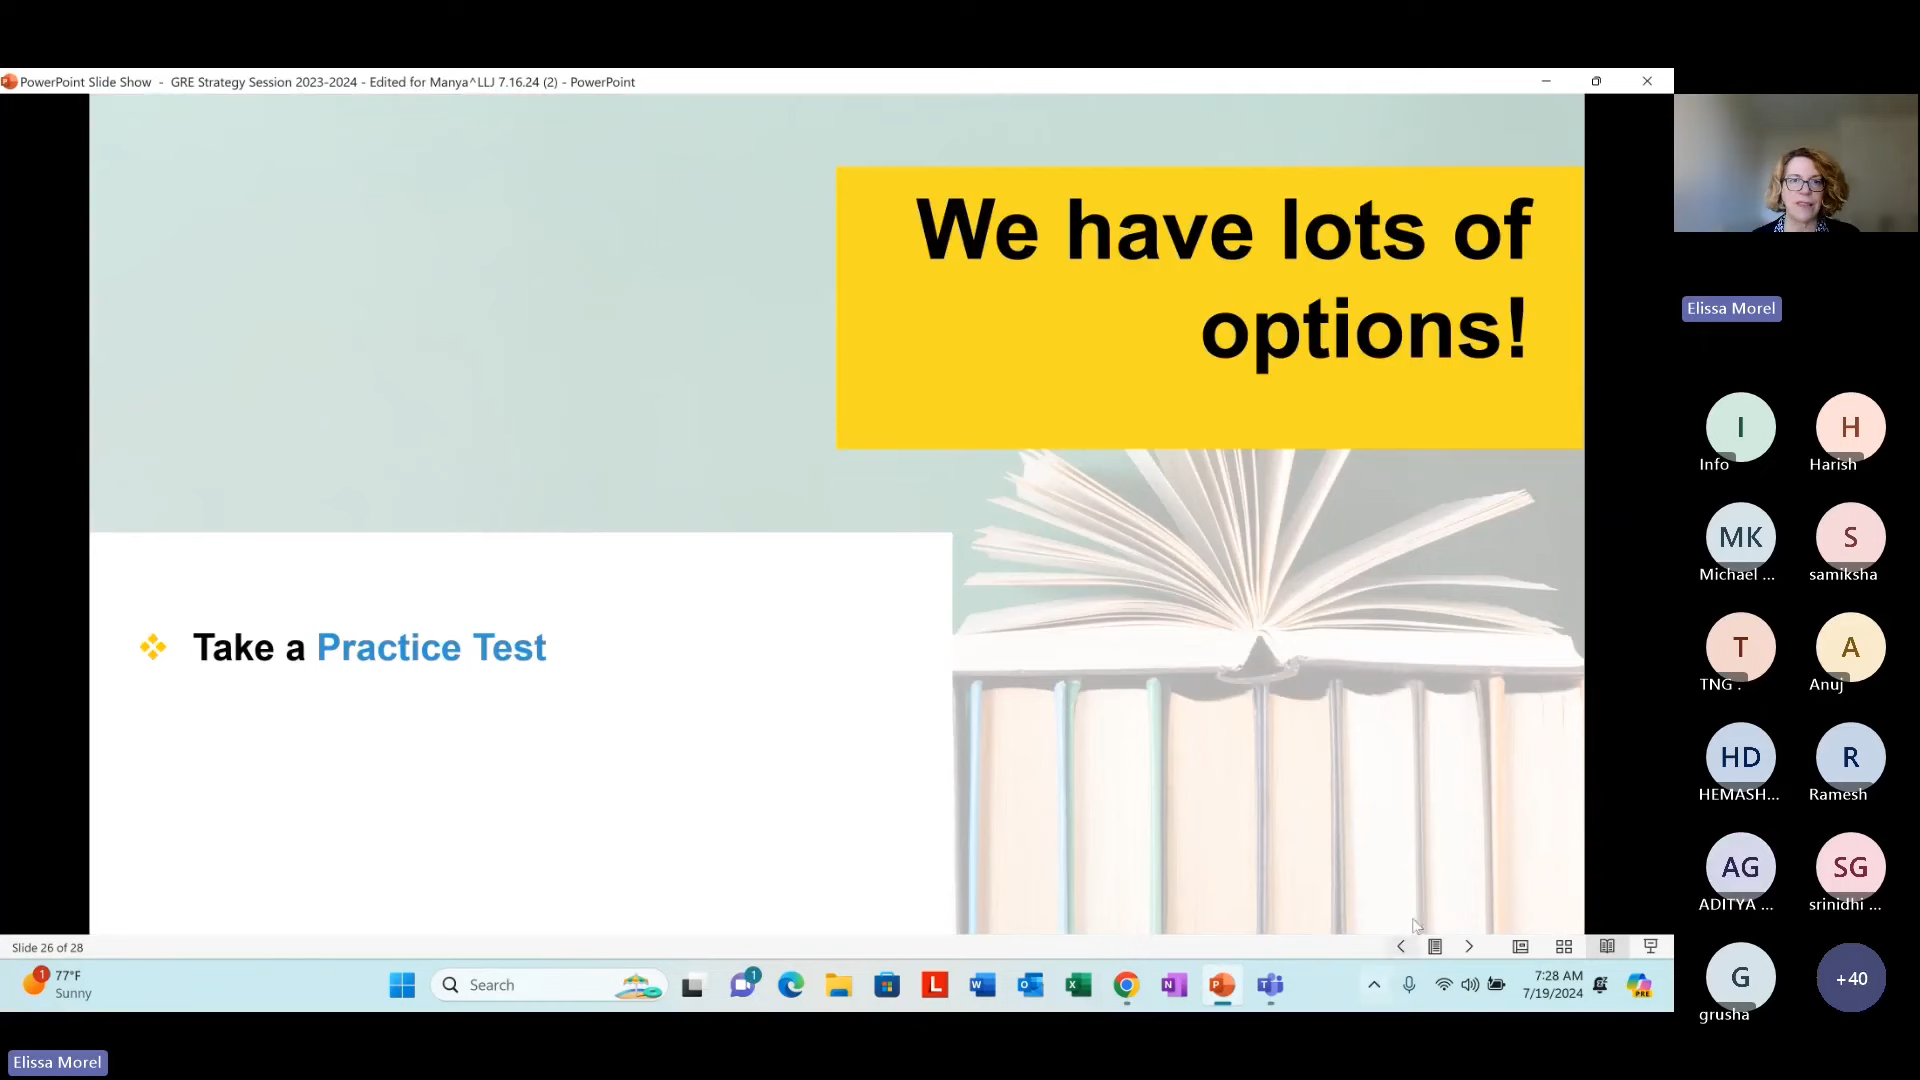 PowerPoint Slide Show - GRE Strategy Session 2023-2024 - Edited for Manya^LLJ 7.16.24 (2) - PowerPoint
We have lots of
options!
Take a Practice Test
Slide 26 of 28
1
77°F
Sunny
Search
1
7:28 AM
7/19/2024
PRE
Elissa Morel
I
Info
H
Harish
MK
Michael ...
S
samiksha
T
TNG .
A
Anuj
HD
HEMASH...
R
Ramesh
AG
ADITYA ...
SG
srinidhi ...
G
grusha
+40
Elissa Morel